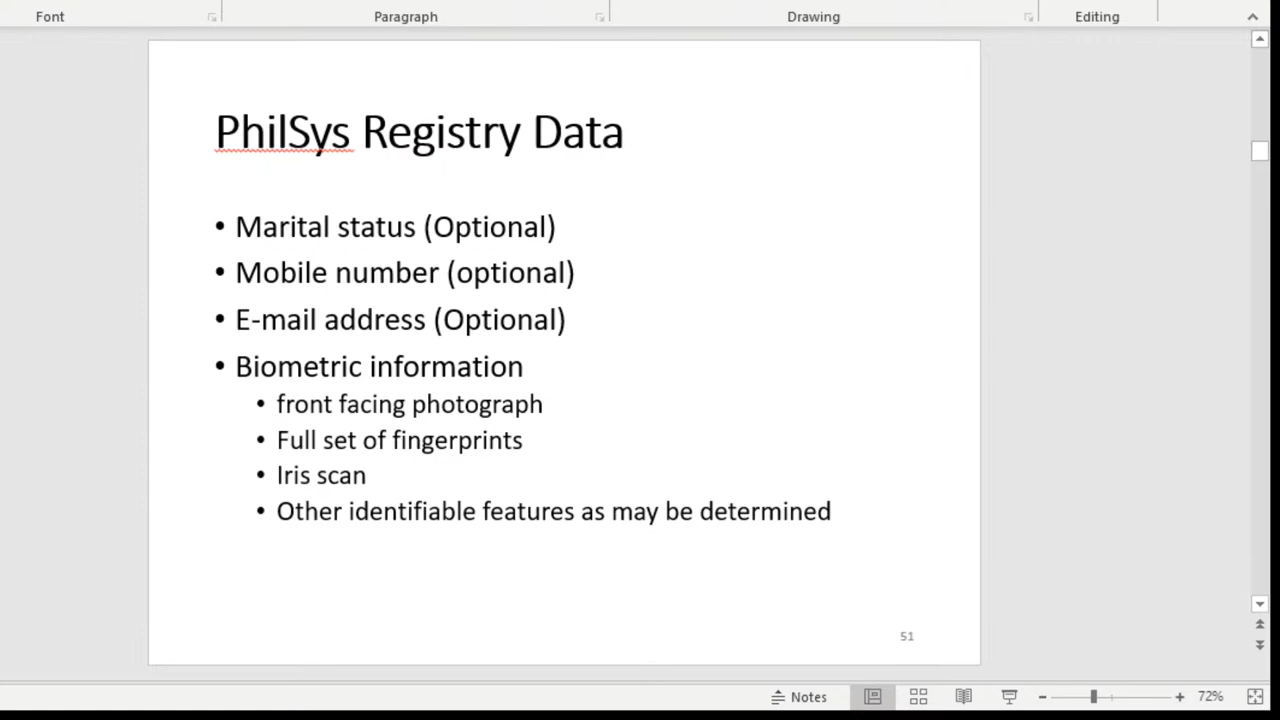 Font
Paragraph
Drawing
Editing
PhilSys Registry Data
• Marital status (Optional)
• Mobile number (optional)
• E-mail address (Optional)
• Biometric information
• front facing photograph
• Full set of fingerprints
• Iris scan
• Other identifiable features as may be determined
51
Notes
72%